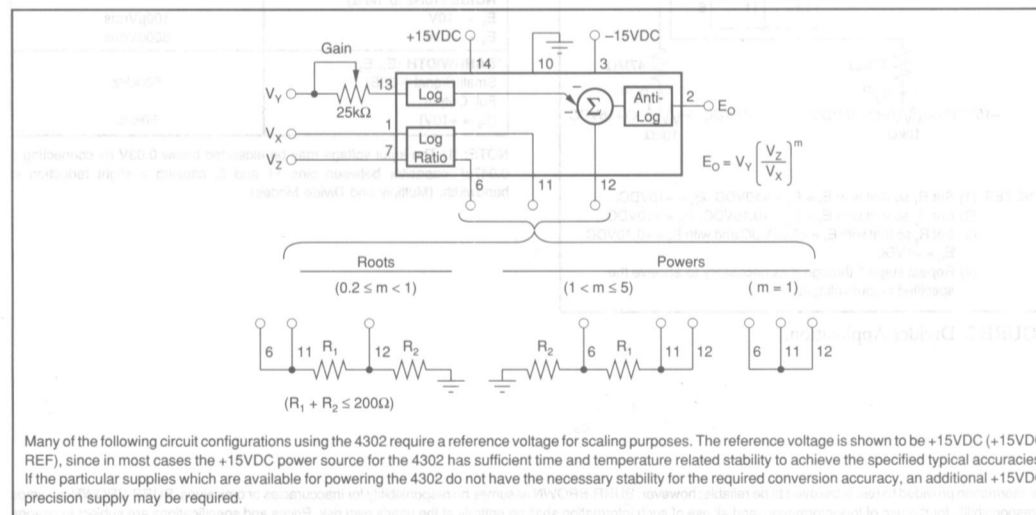 +15VDC
–15VDC
Gain
14
10
3
13
Log
V_Y
25kΩ
Σ
Anti-
Log
2
E_O
1
V_X
Log
7
Ratio
V_Z
E_O = V_Y (V_Z / V_X)^m
6
11
12
Roots
Powers
(0.2 ≤ m < 1)
(1 < m ≤ 5)
( m = 1)
6 11 R_1 12 R_2
R_2 6 R_1 11 12
6 11 12
(R_1 + R_2 ≤ 200Ω)
Many of the following circuit configurations using the 4302 require a reference voltage for scaling purposes. The reference voltage is shown to be +15VDC (+15VD
REF), since in most cases the +15VDC power source for the 4302 has sufficient time and temperature related stability to achieve the specified typical accuracie
If the particular supplies which are available for powering the 4302 do not have the necessary stability for the required conversion accuracy, an additional +15VD
precision supply may be required.